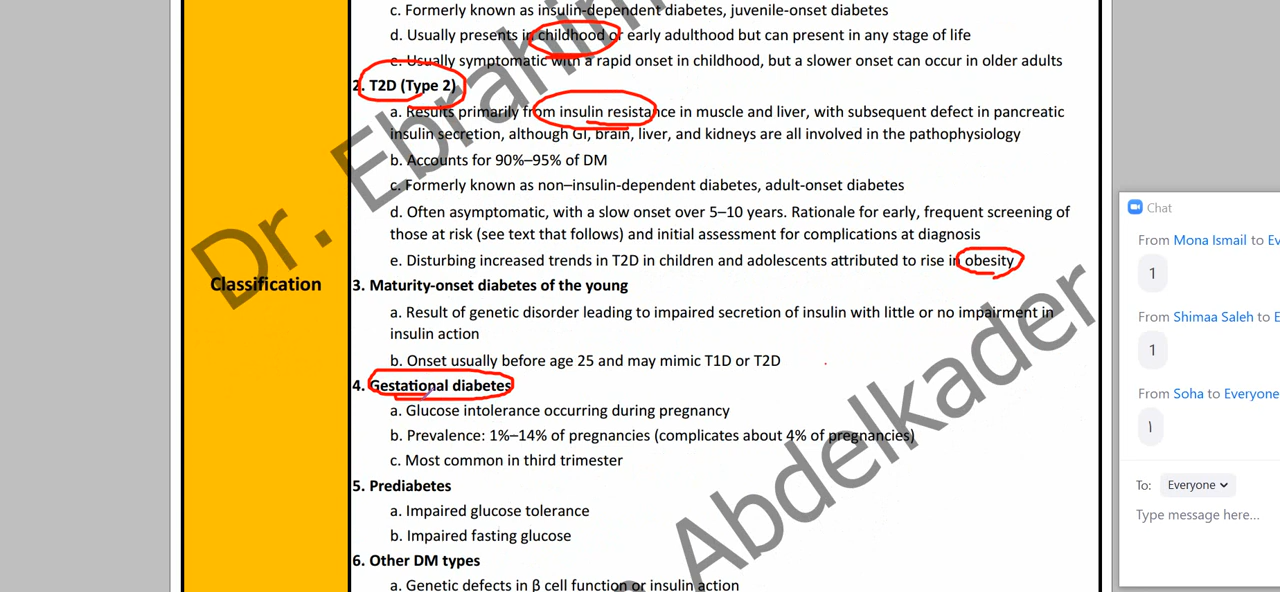 c. Formerly known as insulin-dependent diabetes, juvenile-onset diabetes
d. Usually presents in childhood or early adulthood but can present in any stage of life
e. Usually symptomatic with a rapid onset in childhood, but a slower onset can occur in older adults
2. T2D (Type 2)
a. Results primarily from insulin resistance in muscle and liver, with subsequent defect in pancreatic
insulin secretion, although GI, brain, liver, and kidneys are all involved in the pathophysiology
b. Accounts for 90%–95% of DM
c. Formerly known as non–insulin-dependent diabetes, adult-onset diabetes
d. Often asymptomatic, with a slow onset over 5–10 years. Rationale for early, frequent screening of
those at risk (see text that follows) and initial assessment for complications at diagnosis
e. Disturbing increased trends in T2D in children and adolescents attributed to rise in obesity
Classification
3. Maturity-onset diabetes of the young
a. Result of genetic disorder leading to impaired secretion of insulin with little or no impairment in
insulin action
b. Onset usually before age 25 and may mimic T1D or T2D
4. Gestational diabetes
a. Glucose intolerance occurring during pregnancy
b. Prevalence: 1%–14% of pregnancies (complicates about 4% of pregnancies)
c. Most common in third trimester
5. Prediabetes
a. Impaired glucose tolerance
b. Impaired fasting glucose
6. Other DM types
a. Genetic defects in β cell function or insulin action
Dr. Ebrahim
Abdelkader
Chat
From Mona Ismail to Ev
1
From Shimaa Saleh to E
1
From Soha to Everyone
١
To: Everyone
Type message here...